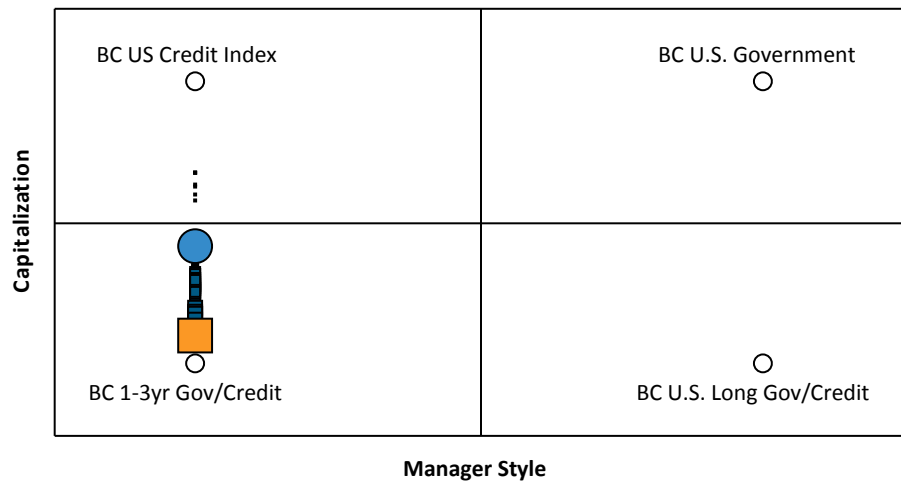 BC US Credit Index
BC U.S. Government
Capitalization
BC 1-3yr Gov/Credit
BC U.S. Long Gov/Credit
Manager Style